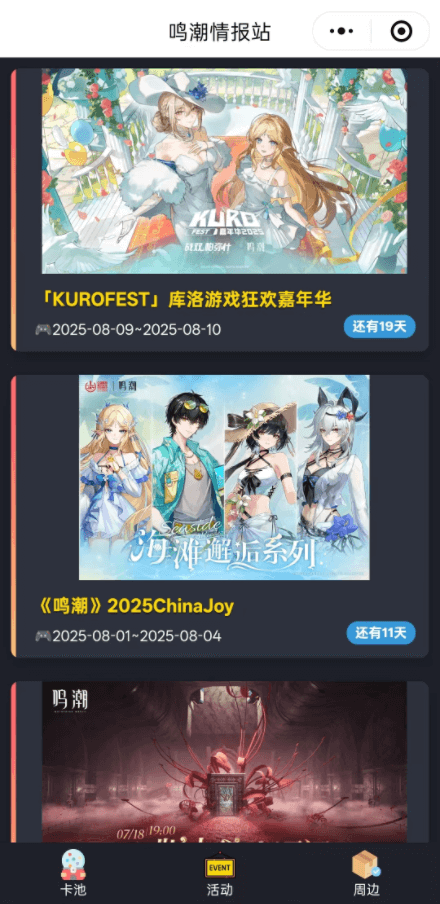 鸣潮情报站
KURO
FEST 嘉年华2025
战双帕弥什 鸣潮
「KUROFEST」库洛游戏狂欢嘉年华
2025-08-09~2025-08-10
还有19天
鸣潮
Seaside
海滩邂逅系列
《鸣潮》2025ChinaJoy
2025-08-01~2025-08-04
还有11天
鸣潮
07/18 19:00
EVENT
卡池
活动
周边